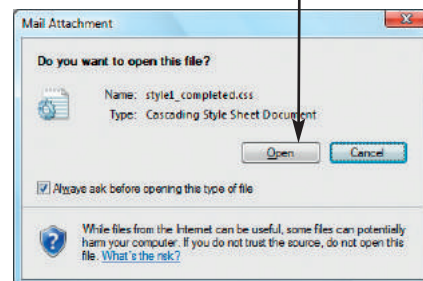 Mail Attachment
Do you want to open this file?
Name: style1_completed.css
Type: Cascading Style Sheet Document
Open Cancel
Always ask before opening this type of file
While files from the Internet can be useful, some files can potentially
harm your computer. If you do not trust the source, do not open this
file. What's the risk?